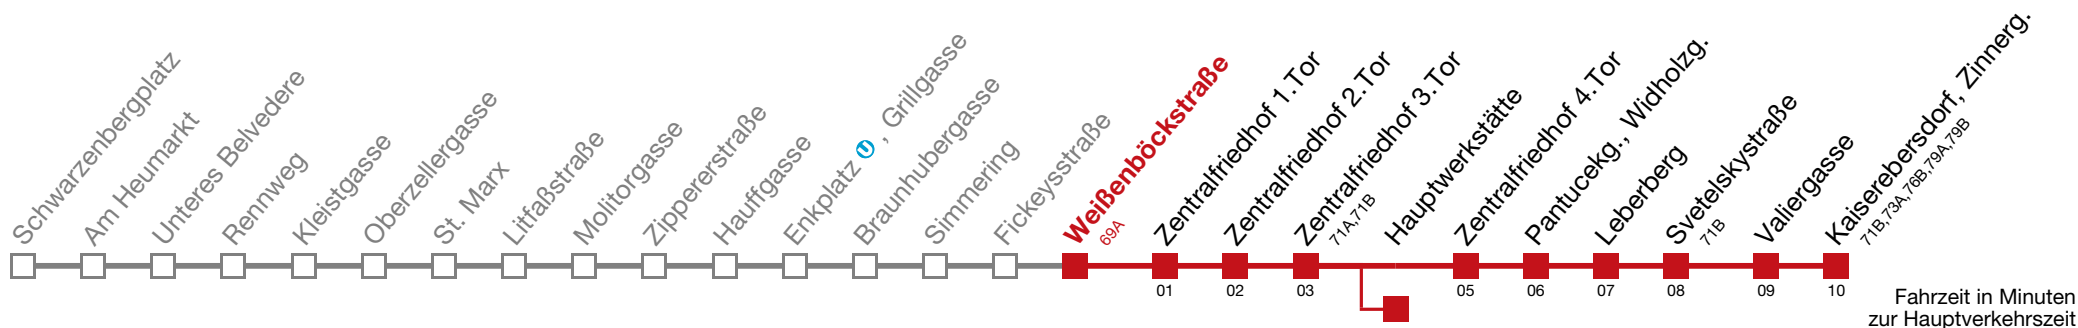 Schwarzenbergplatz
Am Heumarkt
Unteres Belvedere
Rennweg
Kleistgasse
Oberzellergasse
St. Marx
Litfaßstraße
Molitorgasse
Zippererstraße
Hauffgasse
Enkplatz U, Grillgasse
Braunhubergasse
Simmering
Fickeysstraße
Weißenböckstraße
69A
Zentralfriedhof 1.Tor
01
Zentralfriedhof 2.Tor
02
Zentralfriedhof 3.Tor
71A,71B
03
Hauptwerkstätte
Zentralfriedhof 4.Tor
05
Pantucekg., Widholzg.
06
Leberberg
07
Svetelskystraße
71B
08
Valiergasse
09
Kaiserebersdorf, Zinnerg.
71B,73A,76B,79A,79B
10
Fahrzeit in Minuten
zur Hauptverkehrszeit